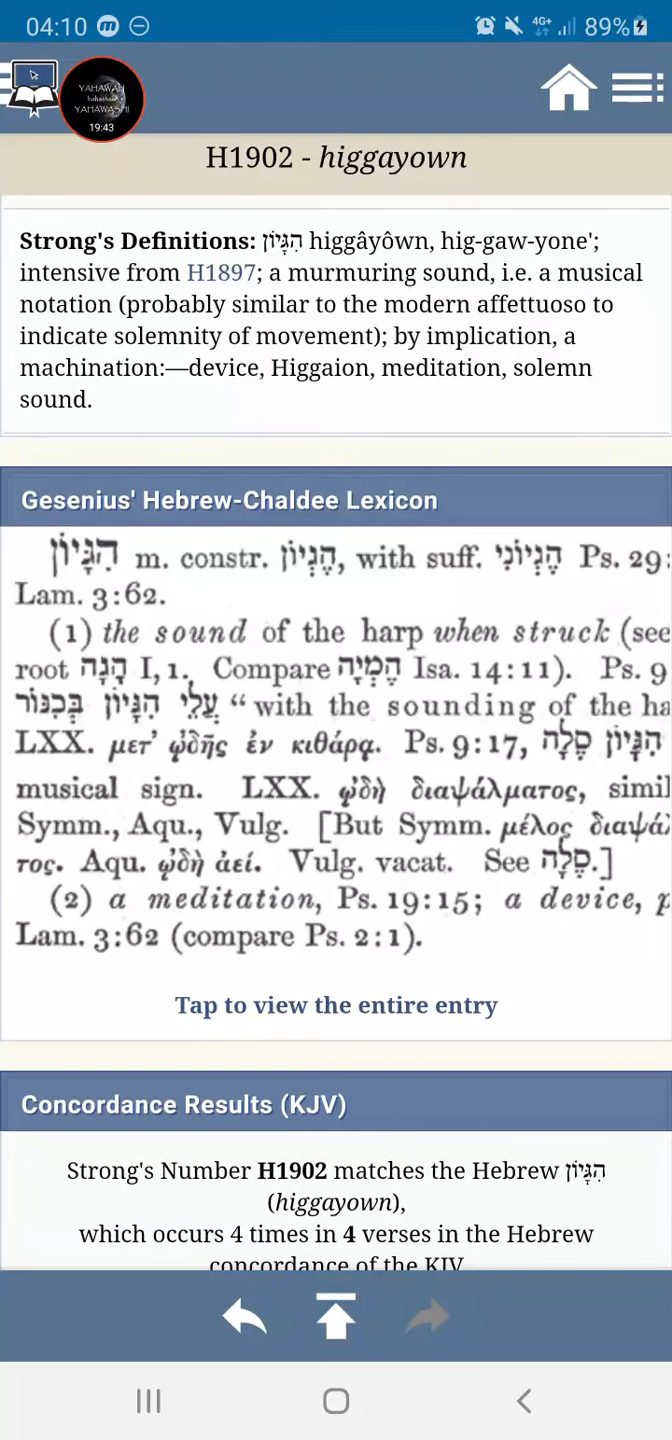 04:10
4G+
89%
YAHAWAH
bahasham
YAHAWASHI
19:43
H1902 - higgayown
Strong's Definitions: הִגָּיוֹן higgâyôwn, hig-gaw-yone';
intensive from H1897; a murmuring sound, i.e. a musical
notation (probably similar to the modern affettuoso to
indicate solemnity of movement); by implication, a
machination:—device, Higgaion, meditation, solemn
sound.
Gesenius' Hebrew-Chaldee Lexicon
הִגָּיוֹן m. constr. הֶגְיוֹן, with suff. הֶגְיוֹנִי Ps. 29:
Lam. 3:62.
(1) the sound of the harp when struck (see
root הָגָה I, 1. Compare הֶמְיָה Isa. 14:11). Ps. 9
עֲלֵי הִגָּיוֹן בְּכִנּוֹר “with the sounding of the ha
LXX. μετ’ ᾠδῆς ἐν κιθάρᾳ. Ps. 9:17, הִגָּיוֹן סֶלָה
musical sign. LXX. ᾠδὴ διαψάλματος, simil
Symm., Aqu., Vulg. [But Symm. μέλος διαψά
τος. Aqu. ᾠδὴ ἀεί. Vulg. vacat. See סֶלָה.]
(2) a meditation, Ps. 19:15; a device, p
Lam. 3:62 (compare Ps. 2:1).
Tap to view the entire entry
Concordance Results (KJV)
Strong's Number H1902 matches the Hebrew הִגָּיוֹן
(higgayown),
which occurs 4 times in 4 verses in the Hebrew
concordance of the KJV